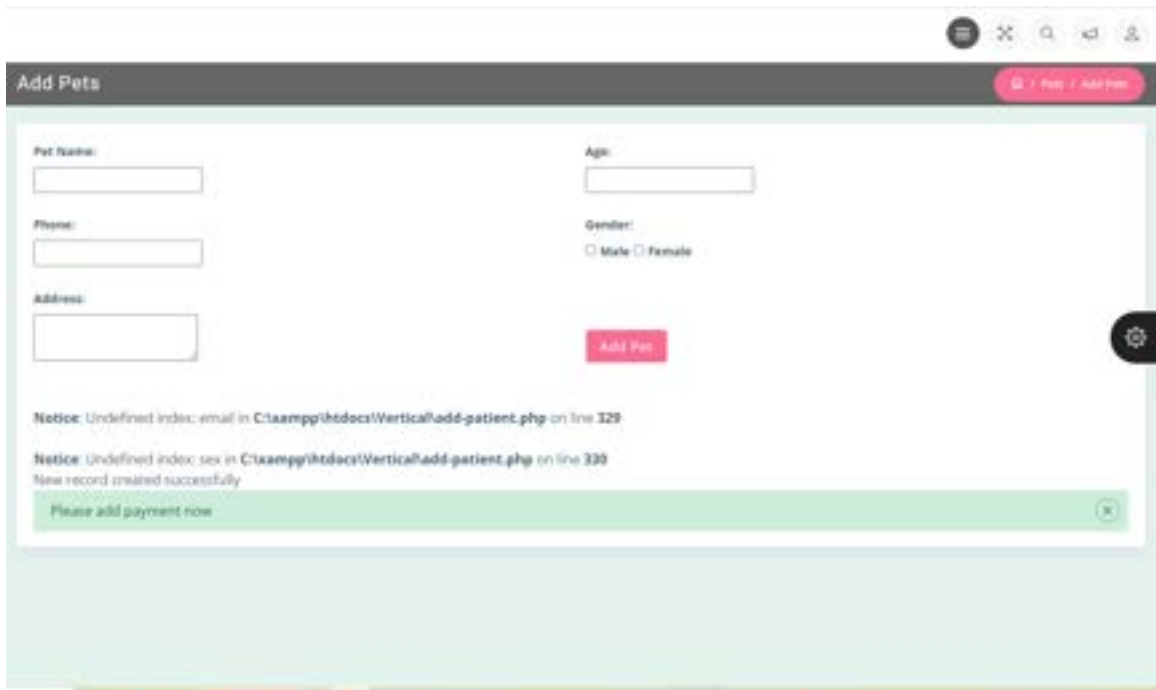 Add Pets
/ Pets / Add Pets
Pet Name:
Age:
Phone:
Gender:
Male Female
Address:
Add Pet
Notice: Undefined index: email in C:\xampp\htdocs\Vertical\add-patient.php on line 329
Notice: Undefined index: sex in C:\xampp\htdocs\Vertical\add-patient.php on line 330
New record created successfully
Please add payment now